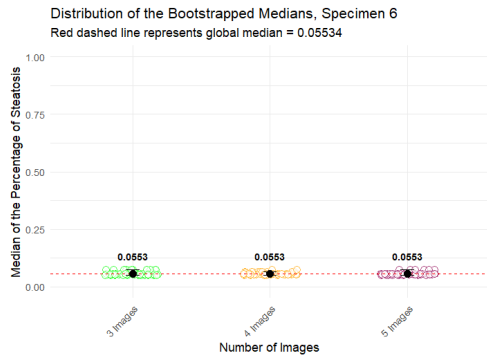 Distribution of the Bootstrapped Medians, Specimen 6
Red dashed line represents global median = 0.05534
Median of the Percentage of Steatosis
1.00
0.75
0.50
0.25
0.00
0.0553
0.0553
0.0553
3 Images
4 Images
5 Images
Number of Images